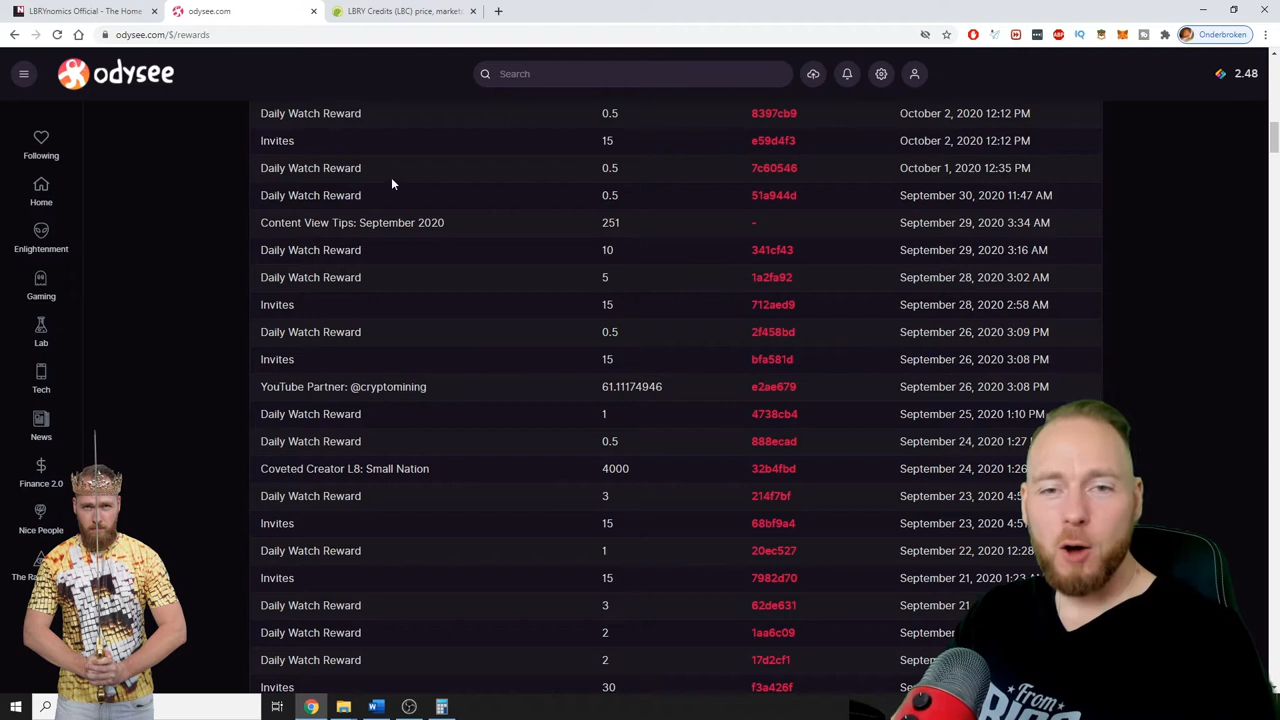 LBRYnomics Official - The Home
odysee.com
LBRY Credits (LBC) price, market
odysee.com/$/rewards
Onderbroken
odysee
Search
2.48
Daily Watch Reward 0.5 8397cb9 October 2, 2020 12:12 PM
Invites 15 e59d4f3 October 2, 2020 12:12 PM
Daily Watch Reward 0.5 7c60546 October 1, 2020 12:35 PM
Daily Watch Reward 0.5 51a944d September 30, 2020 11:47 AM
Content View Tips: September 2020 251 - September 29, 2020 3:34 AM
Daily Watch Reward 10 341cf43 September 29, 2020 3:16 AM
Daily Watch Reward 5 1a2fa92 September 28, 2020 3:02 AM
Invites 15 712aed9 September 28, 2020 2:58 AM
Daily Watch Reward 0.5 2f458bd September 26, 2020 3:09 PM
Invites 15 bfa581d September 26, 2020 3:08 PM
YouTube Partner: @cryptomining 61.11174946 e2ae679 September 26, 2020 3:08 PM
Daily Watch Reward 1 4738cb4 September 25, 2020 1:10 PM
Daily Watch Reward 0.5 888ecad September 24, 2020 1:27
Coveted Creator L8: Small Nation 4000 32b4fbd September 24, 2020 1:26
Daily Watch Reward 3 214f7bf September 23, 2020 4:5
Invites 15 68bf9a4 September 23, 2020 4:5
Daily Watch Reward 1 20ec527 September 22, 2020 12:28
Invites 15 7982d70 September 21, 2020 1:23
Daily Watch Reward 3 62de631 September 21
Daily Watch Reward 2 1aa6c09 September
Daily Watch Reward 2 17d2cf1 September
Invites 30 f3a426f
Following
Home
Enlightenment
Gaming
Lab
Tech
News
Finance 2.0
Nice People
The Ra
From